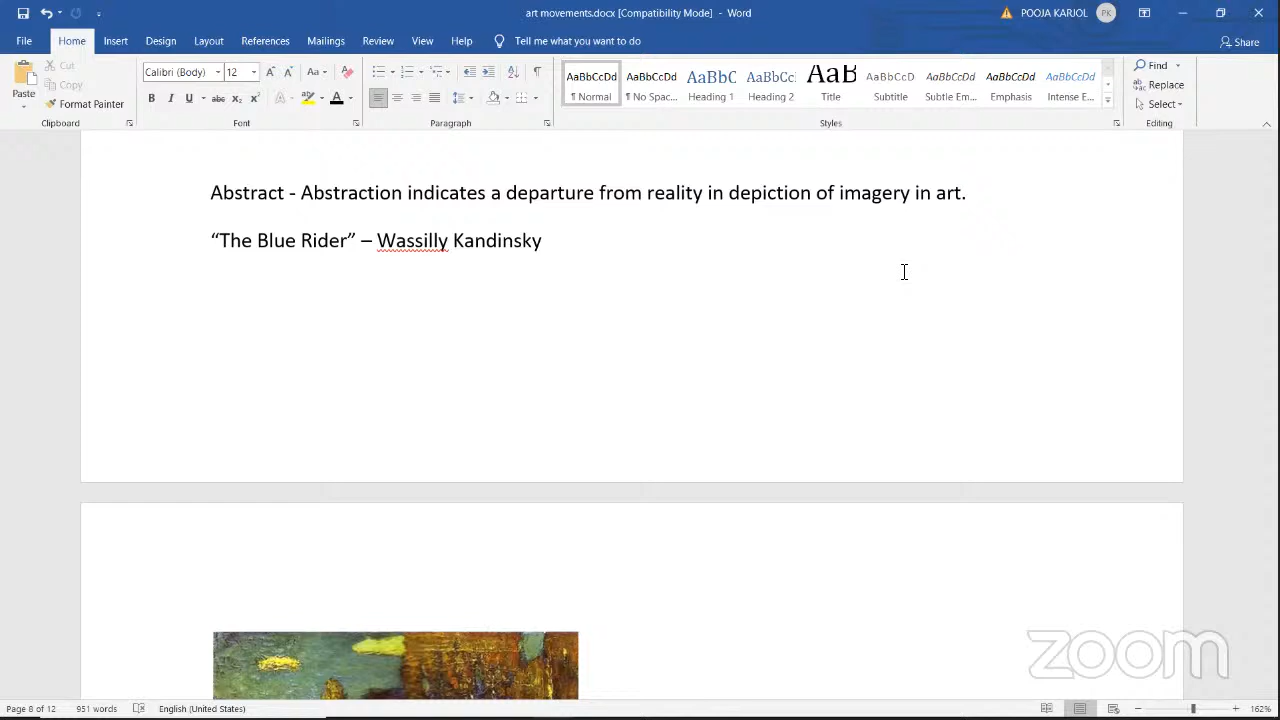 art movements.docx [Compatibility Mode] - Word
POOJA KARJOL PK
File Home Insert Design Layout References Mailings Review View Help Tell me what you want to do Share
Paste
Cut
Copy
Format Painter
Clipboard
Calibri (Body) 12
Font
Paragraph
AaBbCcDd AaBbCcDd AaBbC AaBbCc AaB AaBbCcD AaBbCcDd AaBbCcDd AaBbCcDd
¶ Normal ¶ No Spac... Heading 1 Heading 2 Title Subtitle Subtle Em... Emphasis Intense E...
Styles
Find
Replace
Select
Editing
Abstract - Abstraction indicates a departure from reality in depiction of imagery in art.
“The Blue Rider” – Wassilly Kandinsky
zoom
Page 8 of 12 951 words English (United States) 162%